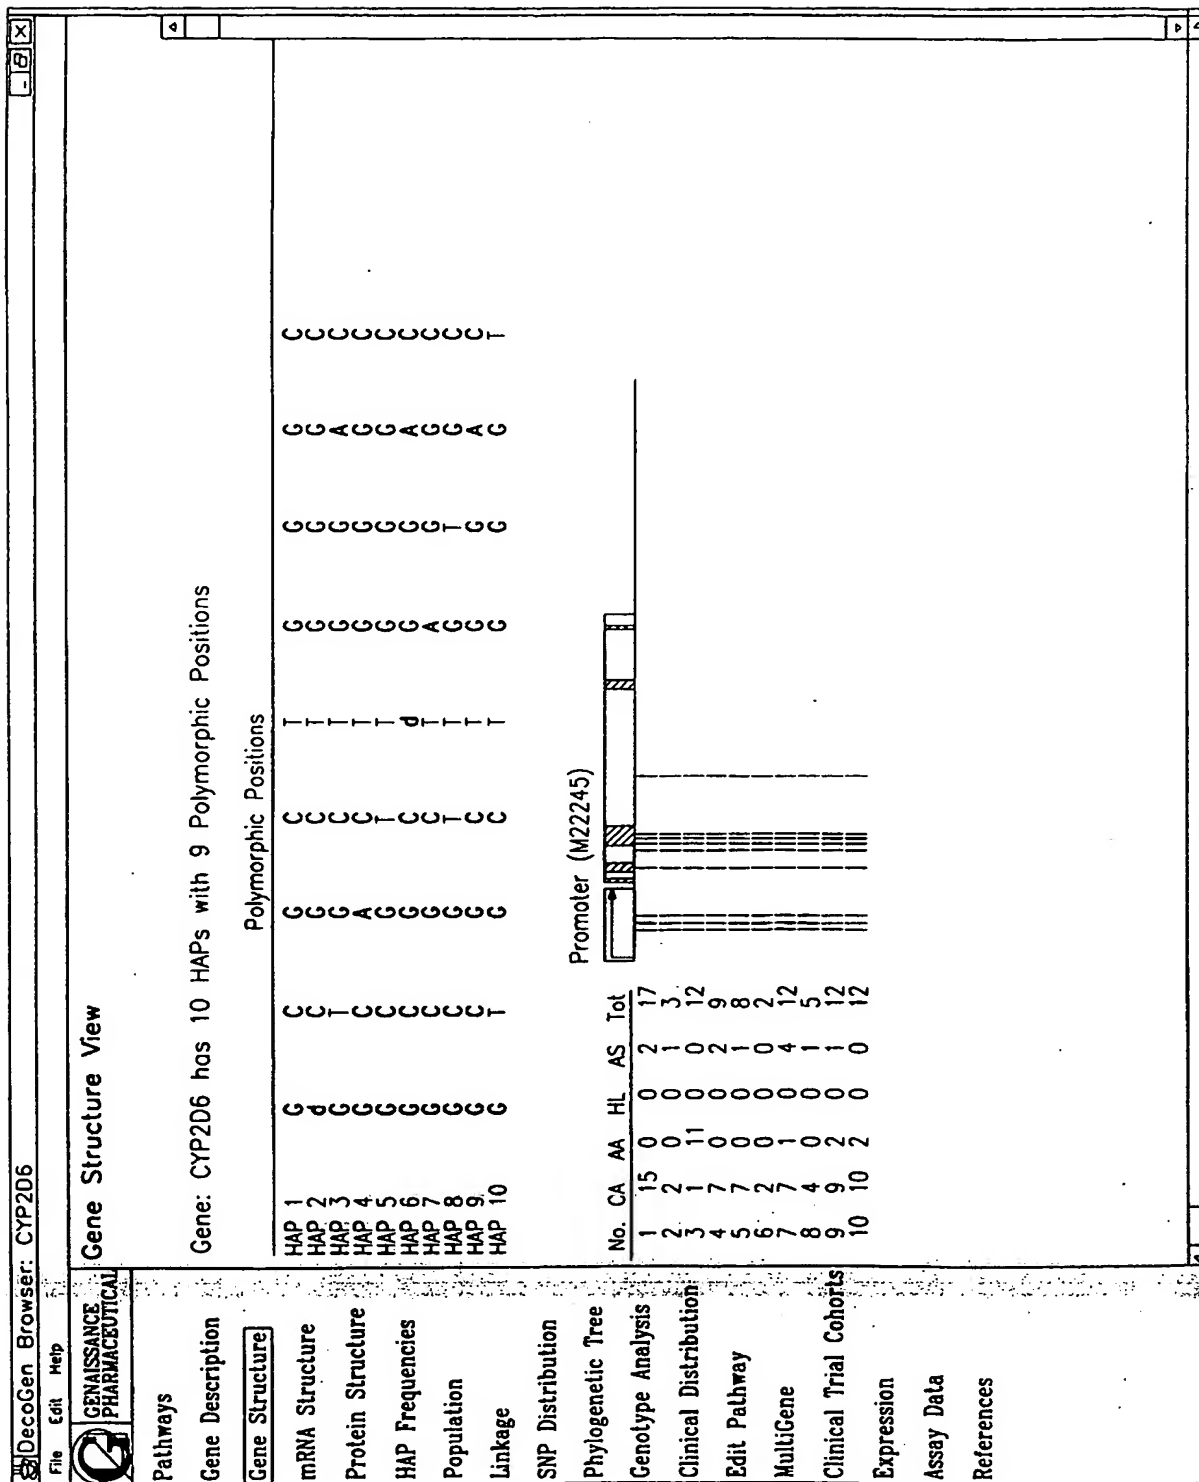 DecoGen Browser: CYP2D6
File Edit Help
GENAISSANCE
PHARMACEUTICAL
Pathways
Gene Description
Gene Structure
mRNA Structure
Protein Structure
HAP Frequencies
Population
Linkage
SNP Distribution
Phylogenetic Tree
Genotype Analysis
Clinical Distribution
Edit Pathway
MultiGene
Clinical Trial Cohorts
Expression
Assay Data
References
Gene Structure View
Gene: CYP2D6 has 10 HAPs with 9 Polymorphic Positions
Polymorphic Positions
HAP 1 G C G C T G G G C
HAP 2 d C G C T G G G C
HAP 3 G T G C T G G A C
HAP 4 G C A C T G G G C
HAP 5 G C G T T G G G C
HAP 6 G C G C d G G A C
HAP 7 G C G C T A G G C
HAP 8 G C G T T G T G C
HAP 9 G C G C T G G A C
HAP 10 G T G C T G G G T
Promoter (M22245)
No. CA AA HL AS Tot
1 15 0 0 2 17
2 2 0 0 1 3
3 1 11 0 0 12
4 7 0 0 2 9
5 7 0 0 1 8
6 2 0 0 0 2
7 7 1 0 4 12
8 4 0 0 1 5
9 9 2 0 1 12
10 10 2 0 0 12